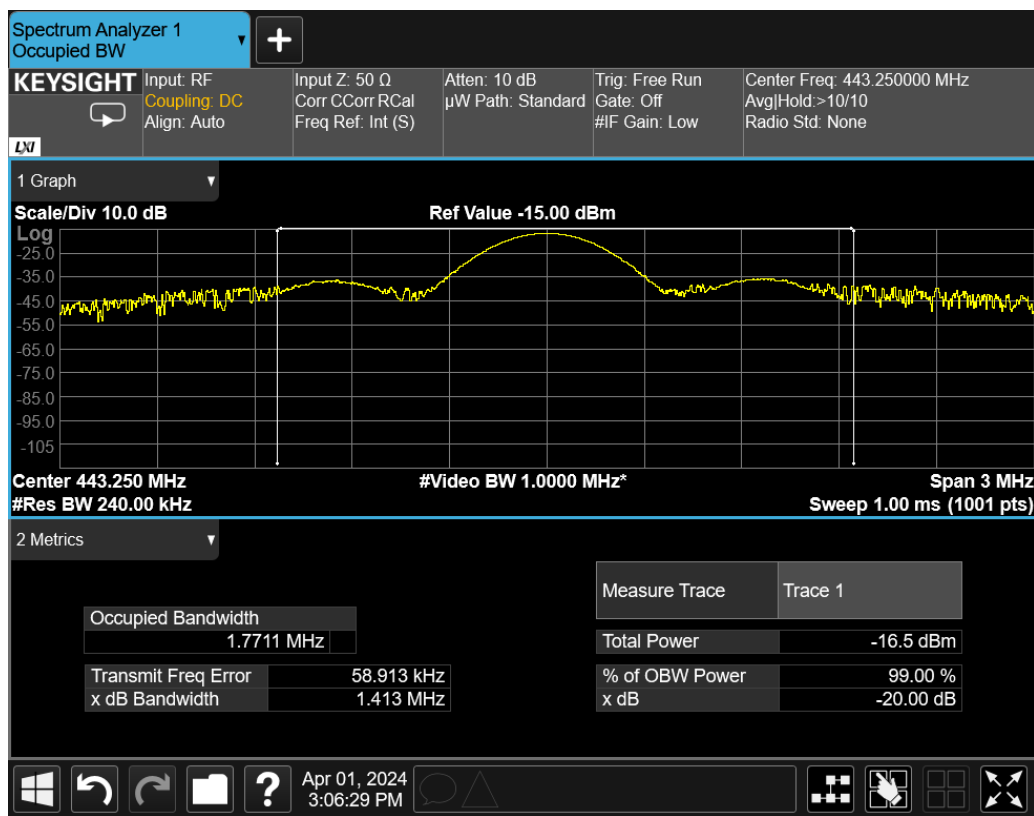 Spectrum Analyzer 1
Occupied BW
KEYSIGHT
LXI
Input: RF
Coupling: DC
Align: Auto
Input Z: 50 Ω
Corr CCorr RCal
Freq Ref: Int (S)
Atten: 10 dB
µW Path: Standard
Trig: Free Run
Gate: Off
#IF Gain: Low
Center Freq: 443.250000 MHz
Avg|Hold:>10/10
Radio Std: None
1 Graph
Scale/Div 10.0 dB
Ref Value -15.00 dBm
Log
-25.0
-35.0
-45.0
-55.0
-65.0
-75.0
-85.0
-95.0
-105
Center 443.250 MHz
#Video BW 1.0000 MHz*
Span 3 MHz
#Res BW 240.00 kHz
Sweep 1.00 ms (1001 pts)
2 Metrics
Measure Trace
Trace 1
Occupied Bandwidth
1.7711 MHz
Total Power
-16.5 dBm
Transmit Freq Error
58.913 kHz
% of OBW Power
99.00 %
x dB Bandwidth
1.413 MHz
x dB
-20.00 dB
?
Apr 01, 2024
3:06:29 PM